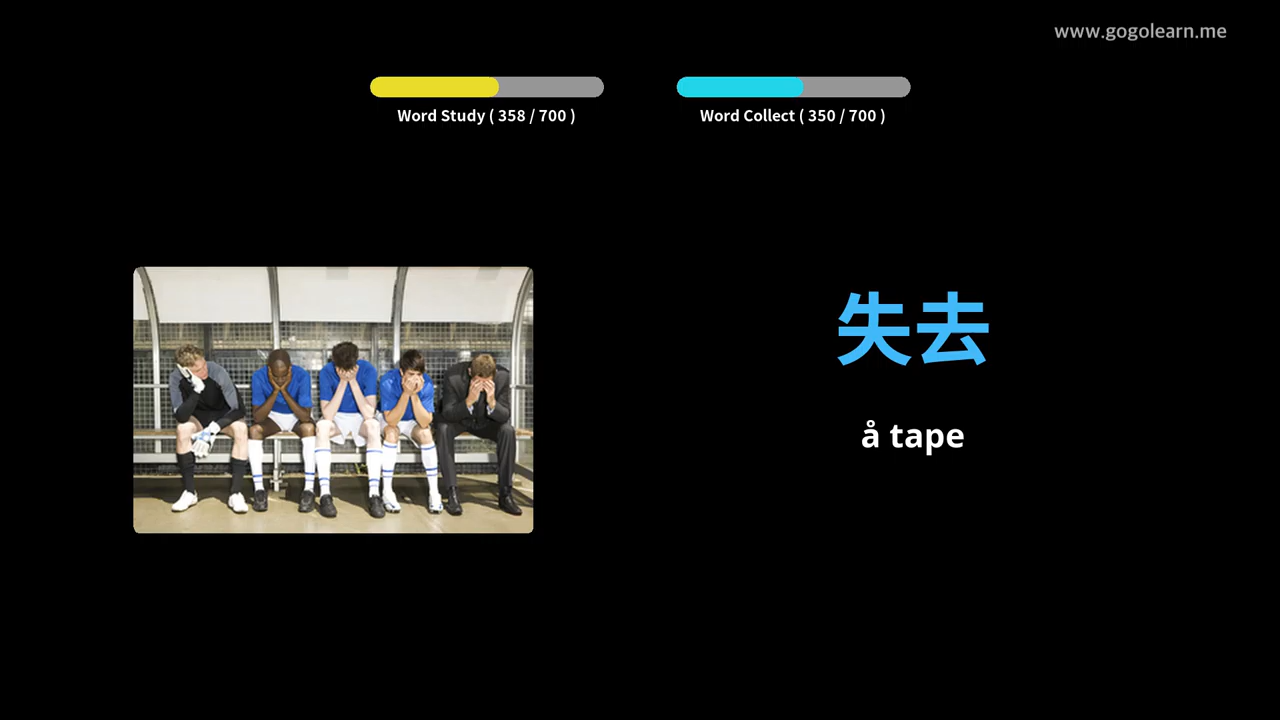 www.gogolearn.me
Word Study ( 358 / 700 )
Word Collect ( 350 / 700 )
失去
å tape